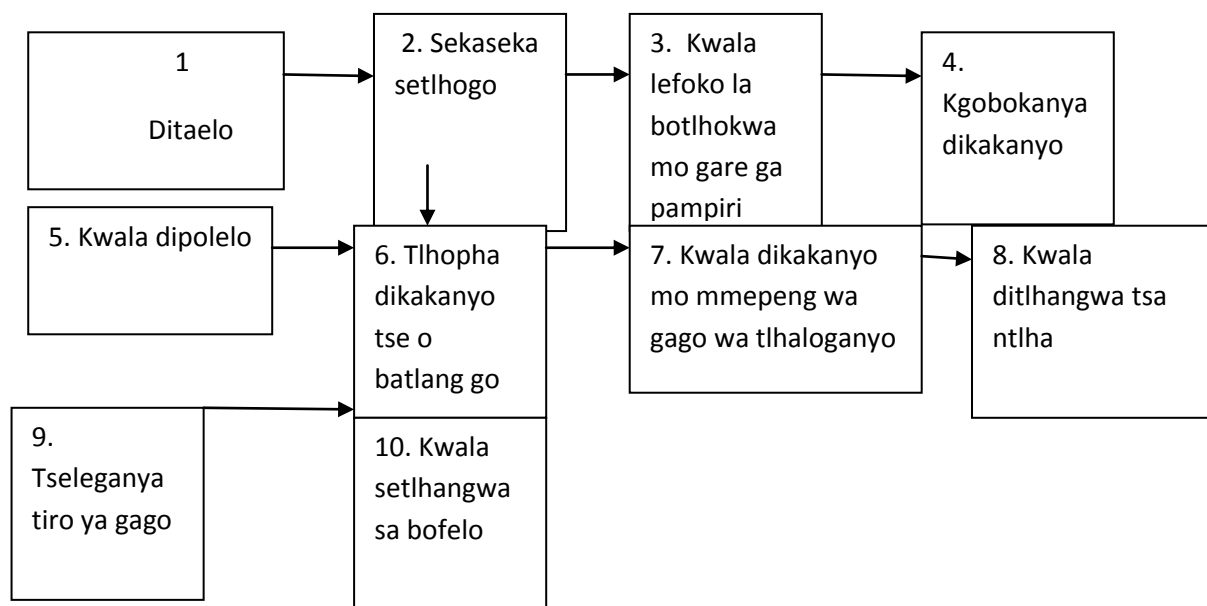 1
Ditaelo
2. Sekaseka
setlhogo
3. Kwala
lefoko la
botlhokwa
mo gare ga
pampiri
4.
Kgobokanya
dikakanyo
5. Kwala dipolelo
6. Tlhopha
dikakanyo
tse o
batlang go
7. Kwala dikakanyo
mo mmepeng wa
gago wa tlhaloganyo
8. Kwala
ditlhangwa tsa
ntlha
9.
Tseleganya
tiro ya gago
10. Kwala
setlhangwa
sa bofelo